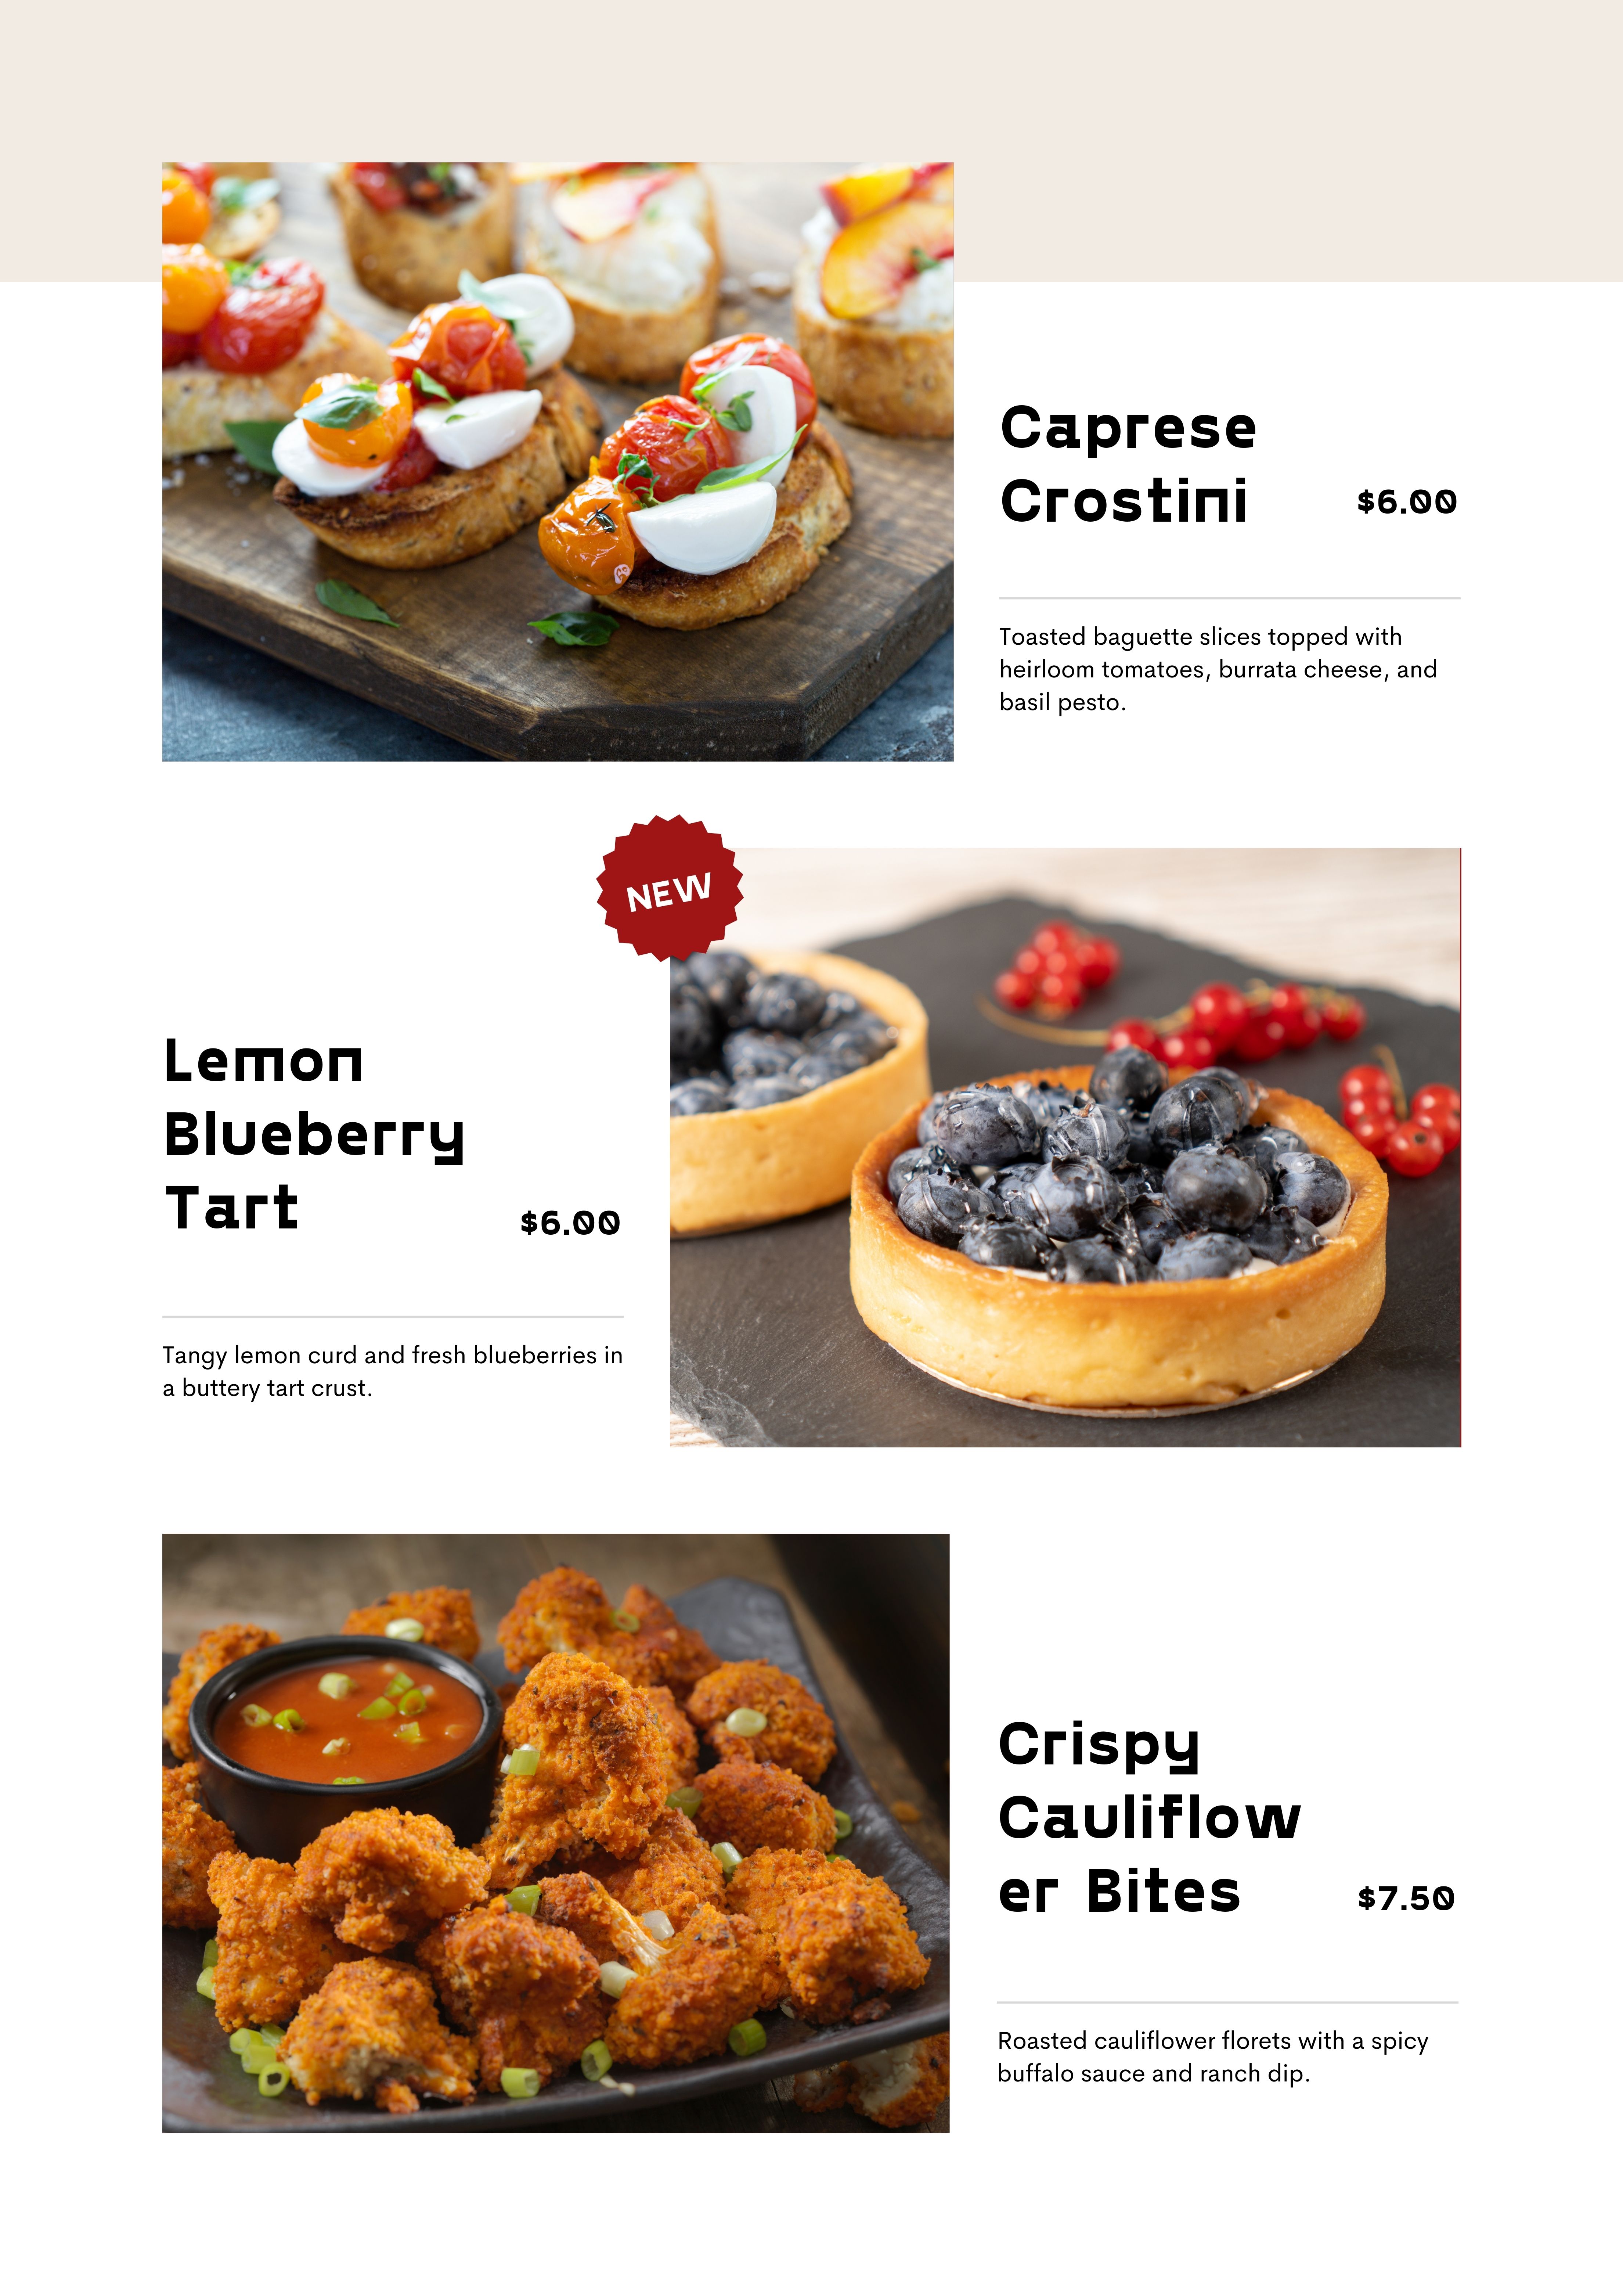 Caprese
Crostini
$6.00
Toasted baguette slices topped with
heirloom tomatoes, burrata cheese, and
basil pesto.
NEW
Lemon
Blueberry
Tart
$6.00
Tangy lemon curd and fresh blueberries in
a buttery tart crust.
Crispy
Cauliflow
er Bites
$7.50
Roasted cauliflower florets with a spicy
buffalo sauce and ranch dip.